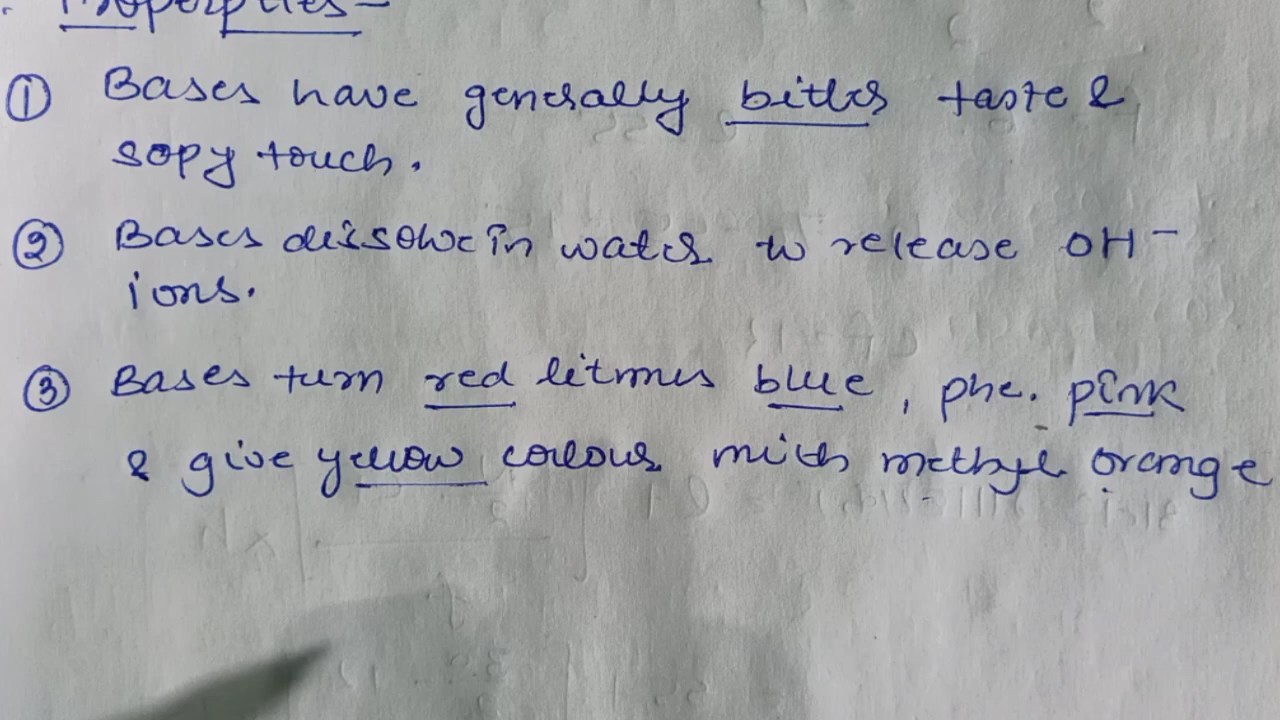 Properties-
① Bases have generally bitter taste &
sopy touch.
② Bases dissolve in water to release OH⁻
ions.
③ Bases turn red litmus blue, phe. pink
& give yellow colour with methyl orange